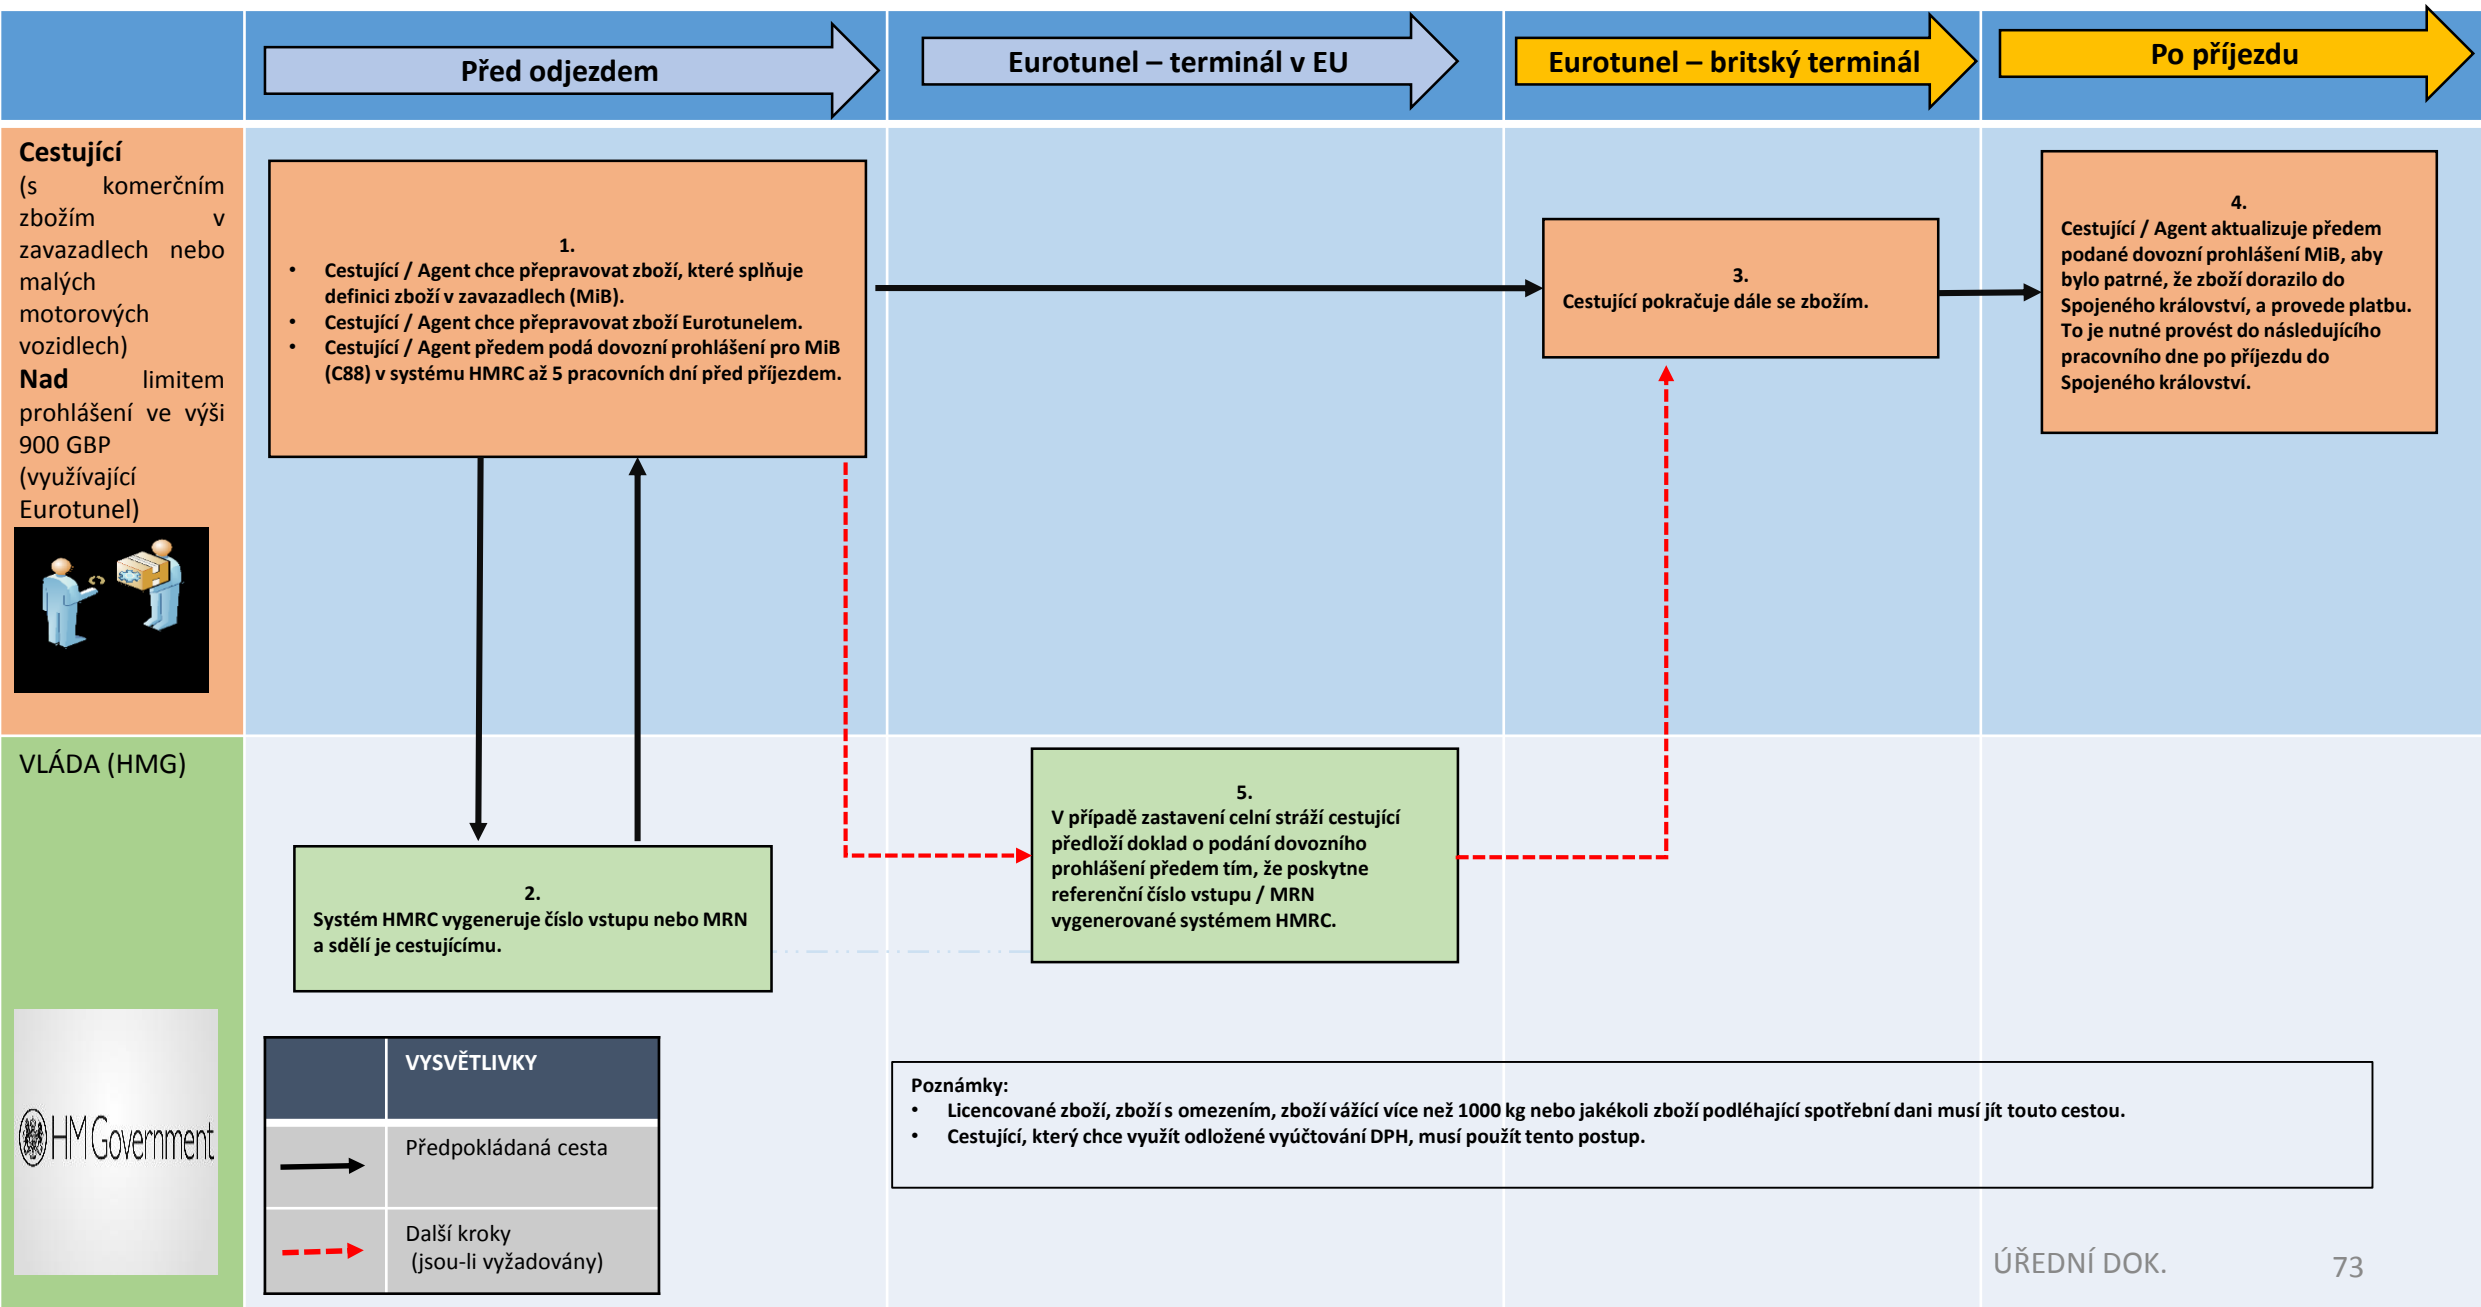 Před odjezdem
Eurotunel – terminál v EU
Eurotunel – britský terminál
Po příjezdu
Cestující
(s komerčním
zbožím v
zavazadlech nebo
malých
motorových
vozidlech)
Nad limitem
prohlášení ve výši
900 GBP
(využívající
Eurotunel)
1.
• Cestující / Agent chce přepravovat zboží, které splňuje
definici zboží v zavazadlech (MiB).
• Cestující / Agent chce přepravovat zboží Eurotunelem.
• Cestující / Agent předem podá dovozní prohlášení pro MiB
(C88) v systému HMRC až 5 pracovních dní před příjezdem.
3.
Cestující pokračuje dále se zbožím.
4.
Cestující / Agent aktualizuje předem
podané dovozní prohlášení MiB, aby
bylo patrné, že zboží dorazilo do
Spojeného království, a provede platbu.
To je nutné provést do následujícího
pracovního dne po příjezdu do
Spojeného království.
VLÁDA (HMG)
2.
Systém HMRC vygeneruje číslo vstupu nebo MRN
a sdělí je cestujícímu.
5.
V případě zastavení celní stráží cestující
předloží doklad o podání dovozního
prohlášení předem tím, že poskytne
referenční číslo vstupu / MRN
vygenerované systémem HMRC.
HM Government
VYSVĚTLIVKY
Předpokládaná cesta
Další kroky
(jsou-li vyžadovány)
Poznámky:
• Licencované zboží, zboží s omezením, zboží vážící více než 1000 kg nebo jakékoli zboží podléhající spotřební dani musí jít touto cestou.
• Cestující, který chce využít odložené vyúčtování DPH, musí použít tento postup.
ÚŘEDNÍ DOK.
73